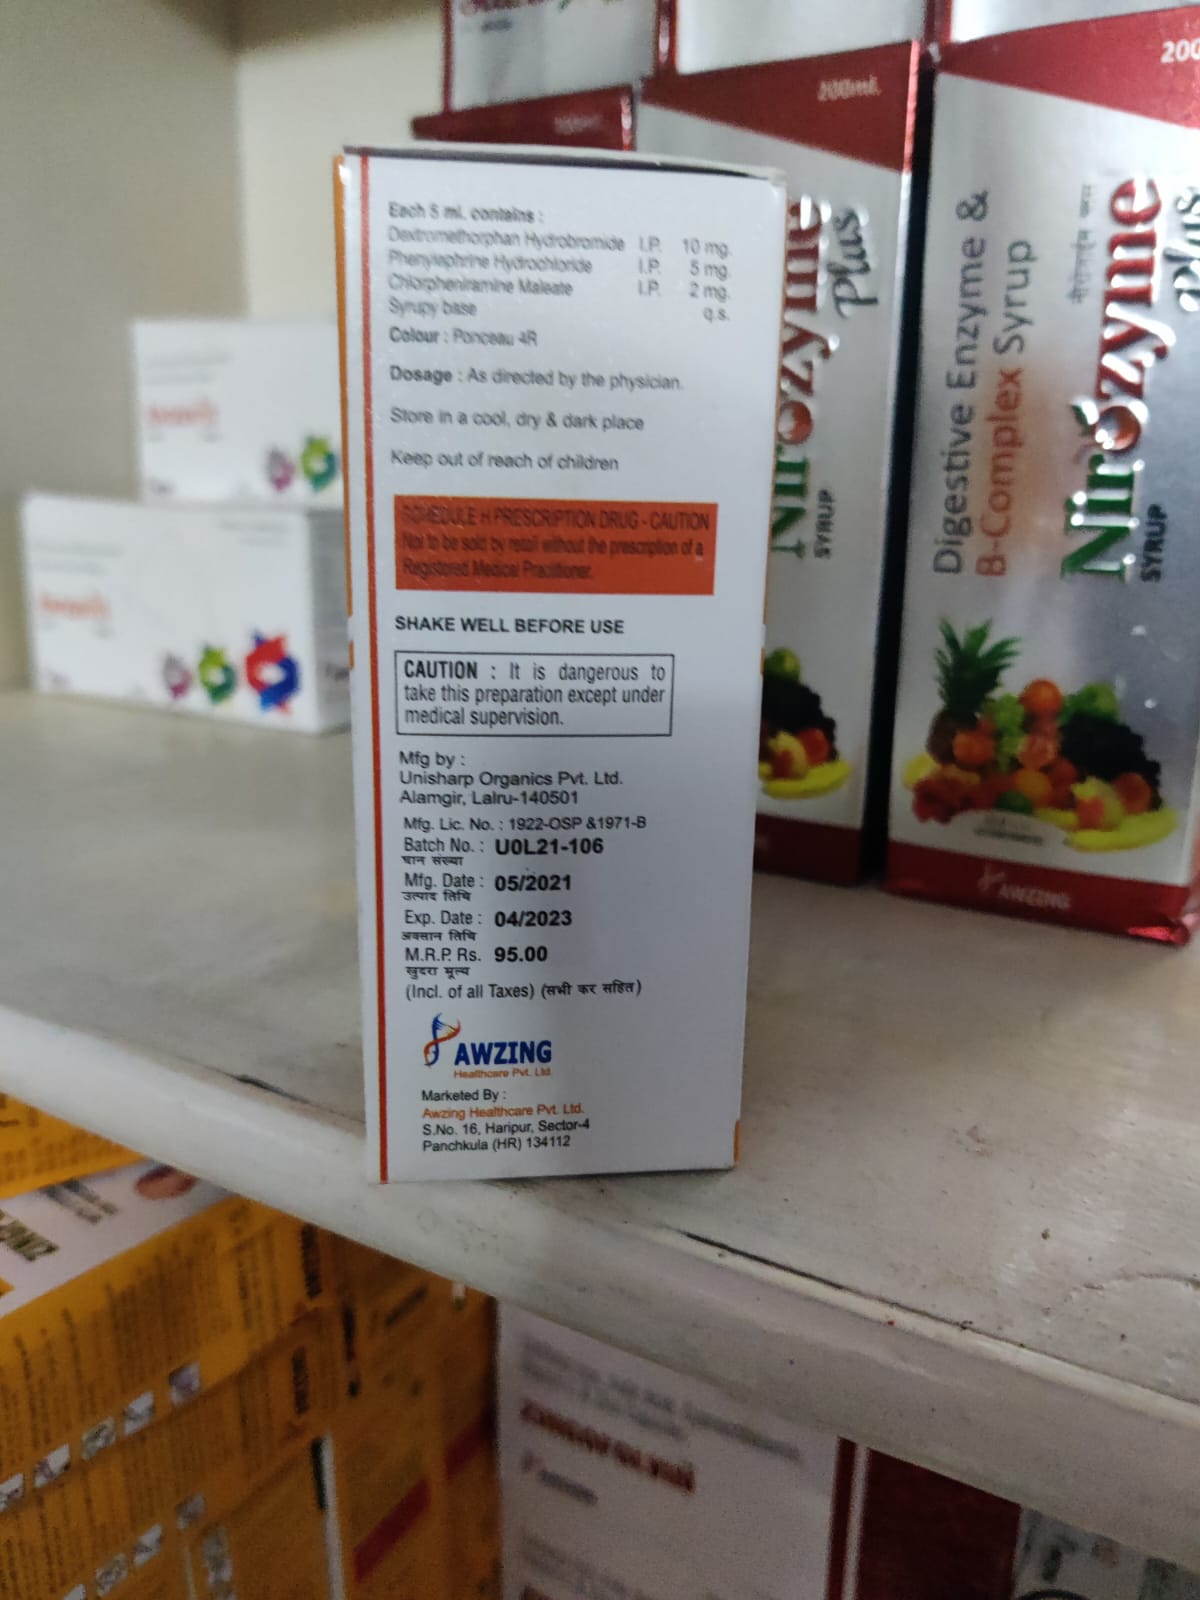 Each 5 ml. contains :
Dextromethorphan Hydrobromide I.P. 10 mg.
Phenylephrine Hydrochloride I.P. 5 mg.
Chlorpheniramine Maleate I.P. 2 mg.
Syrupy base q.s.
Colour : Ponceau 4R
Dosage : As directed by the physician.
Store in a cool, dry & dark place
Keep out of reach of children
SCHEDULE H PRESCRIPTION DRUG - CAUTION
Not to be sold by retail without the prescription of a
Registered Medical Practitioner.
SHAKE WELL BEFORE USE
CAUTION : It is dangerous to
take this preparation except under
medical supervision.
Mfg by :
Unisharp Organics Pvt. Ltd.
Alamgir, Lalru-140501
Mfg. Lic. No. : 1922-OSP &1971-B
Batch No. : U0L21-106
घान संख्या
Mfg. Date : 05/2021
उत्पाद तिथि
Exp. Date : 04/2023
अवसान तिथि
M.R.P. Rs. 95.00
खुदरा मूल्य
(Incl. of all Taxes) (सभी कर सहित)
AWZING
Healthcare Pvt. Ltd.
Marketed By :
Awzing Healthcare Pvt. Ltd.
S.No. 16, Haripur, Sector-4
Panchkula (HR) 134112
200ml.
Nirozyme
Plus
SYRUP
200
Digestive Enzyme &
B-Complex Syrup
Nirozyme
Plus
SYRUP
AWZING